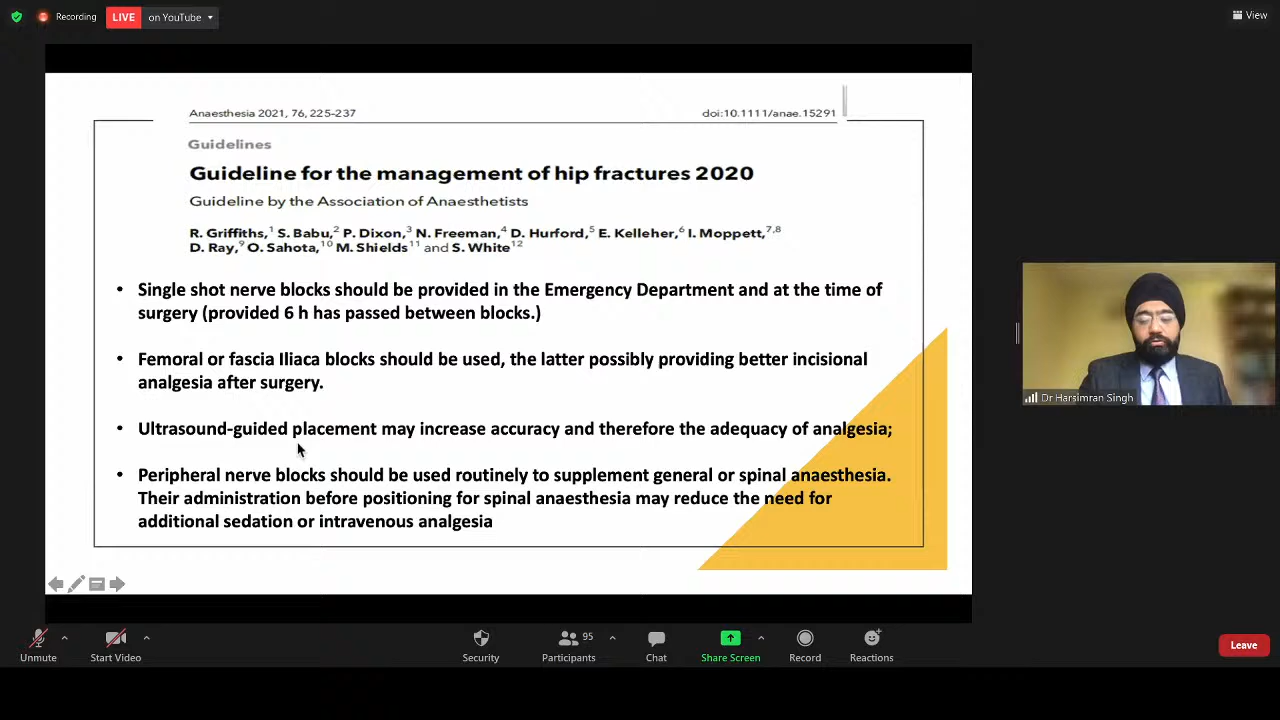 Recording
LIVE on YouTube
View
Anaesthesia 2021, 76, 225-237 doi:10.1111/anae.15291
Guidelines
Guideline for the management of hip fractures 2020
Guideline by the Association of Anaesthetists
R. Griffiths,1 S. Babu,2 P. Dixon,3 N. Freeman,4 D. Hurford,5 E. Kelleher,6 I. Moppett,7,8
D. Ray,9 O. Sahota,10 M. Shields11 and S. White12
• Single shot nerve blocks should be provided in the Emergency Department and at the time of
surgery (provided 6 h has passed between blocks.)
• Femoral or fascia Iliaca blocks should be used, the latter possibly providing better incisional
analgesia after surgery.
• Ultrasound-guided placement may increase accuracy and therefore the adequacy of analgesia;
• Peripheral nerve blocks should be used routinely to supplement general or spinal anaesthesia.
Their administration before positioning for spinal anaesthesia may reduce the need for
additional sedation or intravenous analgesia
Dr Harsimran Singh
95
Unmute Start Video Security Participants Chat Share Screen Record Reactions Leave